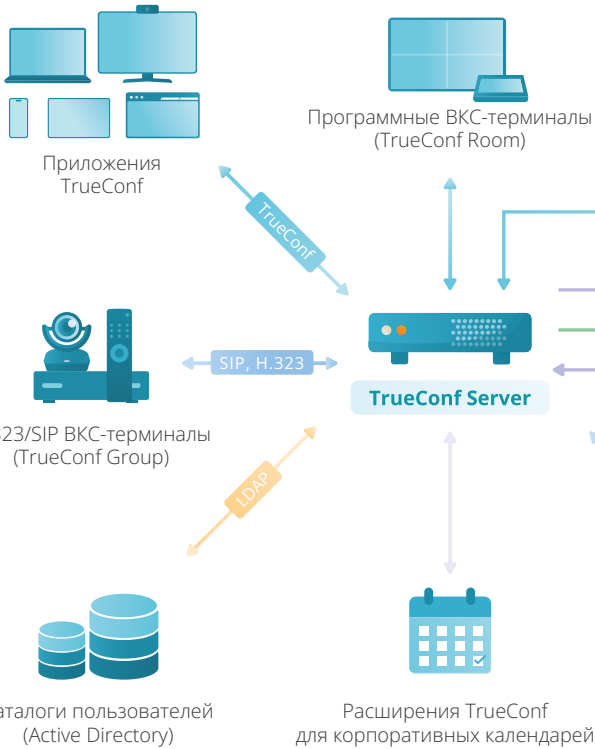 Программные ВКС-терминалы
(TrueConf Room)
Приложения
TrueConf
TrueConf
SIP, H.323
TrueConf Server
323/SIP ВКС-терминалы
(TrueConf Group)
LDAP
аталоги пользователей
(Active Directory)
Расширения TrueConf
для корпоративных календарей